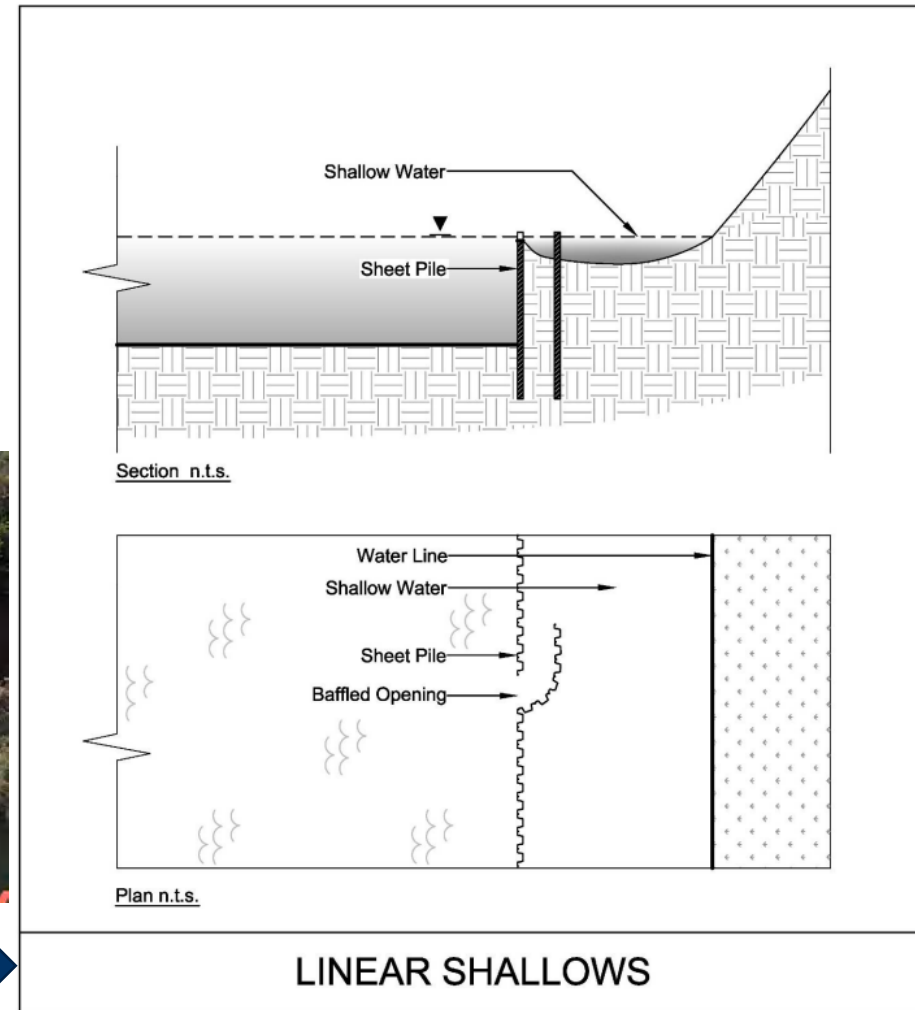 Shallow Water
Sheet Pile
Section n.t.s.
Water Line
Shallow Water
Sheet Pile
Baffled Opening
Plan n.t.s.
LINEAR SHALLOWS